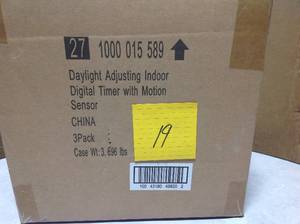 27 1000 015 589
Daylight Adjusting Indoor
Digital Timer with Motion
Sensor
CHINA
3Pack
Case Wt: 3.696 lbs
19